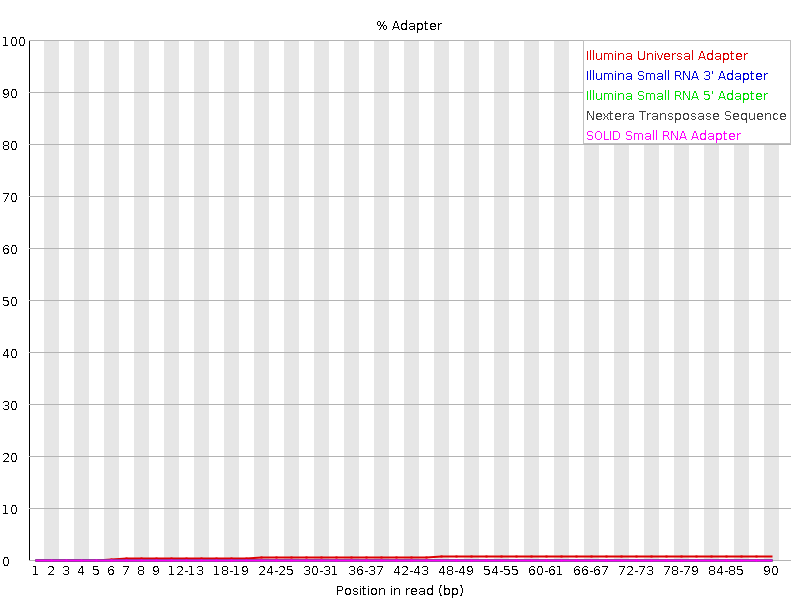 % Adapter
100
90
80
70
60
50
40
30
20
10
0
Illumina Universal Adapter
Illumina Small RNA 3' Adapter
Illumina Small RNA 5' Adapter
Nextera Transposase Sequence
SOLID Small RNA Adapter
1 2 3 4 5 6 7 8 9 12-13 18-19 24-25 30-31 36-37 42-43 48-49 54-55 60-61 66-67 72-73 78-79 84-85 90
Position in read (bp)